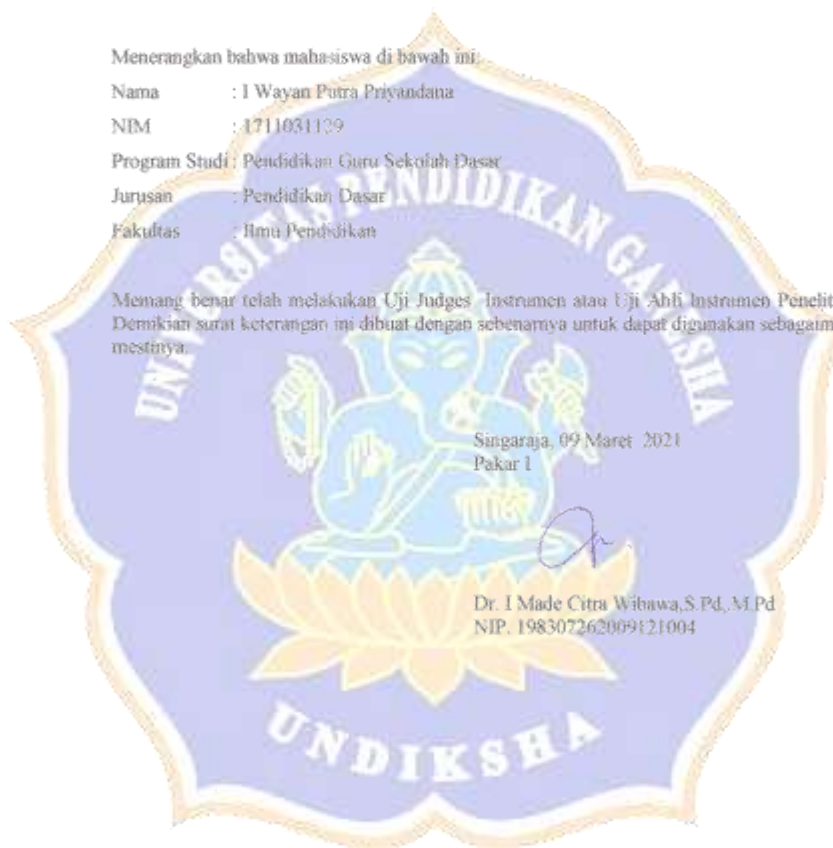 Menerangkan bahwa mahasiswa di bawah ini:
Nama : I Wayan Putra Priyandana
NIM : 1711031129
Program Studi : Pendidikan Guru Sekolah Dasar
Jurusan : Pendidikan Dasar
Fakultas : Ilmu Pendidikan
Memang benar telah melakukan Uji Judges Instrumen atau Uji Ahli Instrumen Penelit
Demikian surat keterangan ini dibuat dengan sebenarnya untuk dapat digunakan sebagaim
mestinya.
Singaraja, 09 Maret 2021
Pakar I
Dr. I Made Citra Wibawa,S.Pd,.M.Pd
NIP. 198307262009121004
UNIVERSITAS PENDIDIKAN GANESHA
UNDIKSHA